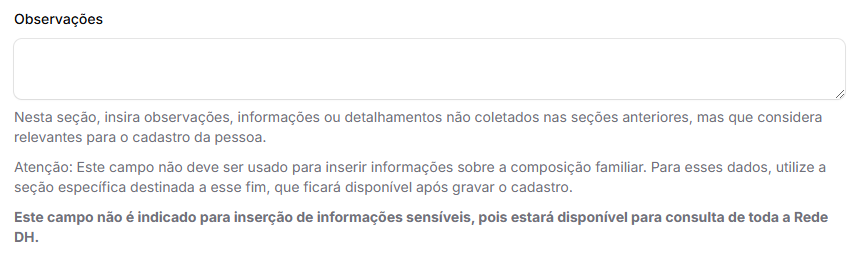 Observações
Nesta seção, insira observações, informações ou detalhamentos não coletados nas seções anteriores, mas que considera
relevantes para o cadastro da pessoa.
Atenção: Este campo não deve ser usado para inserir informações sobre a composição familiar. Para esses dados, utilize a
seção específica destinada a esse fim, que ficará disponível após gravar o cadastro.
Este campo não é indicado para inserção de informações sensíveis, pois estará disponível para consulta de toda a Rede
DH.